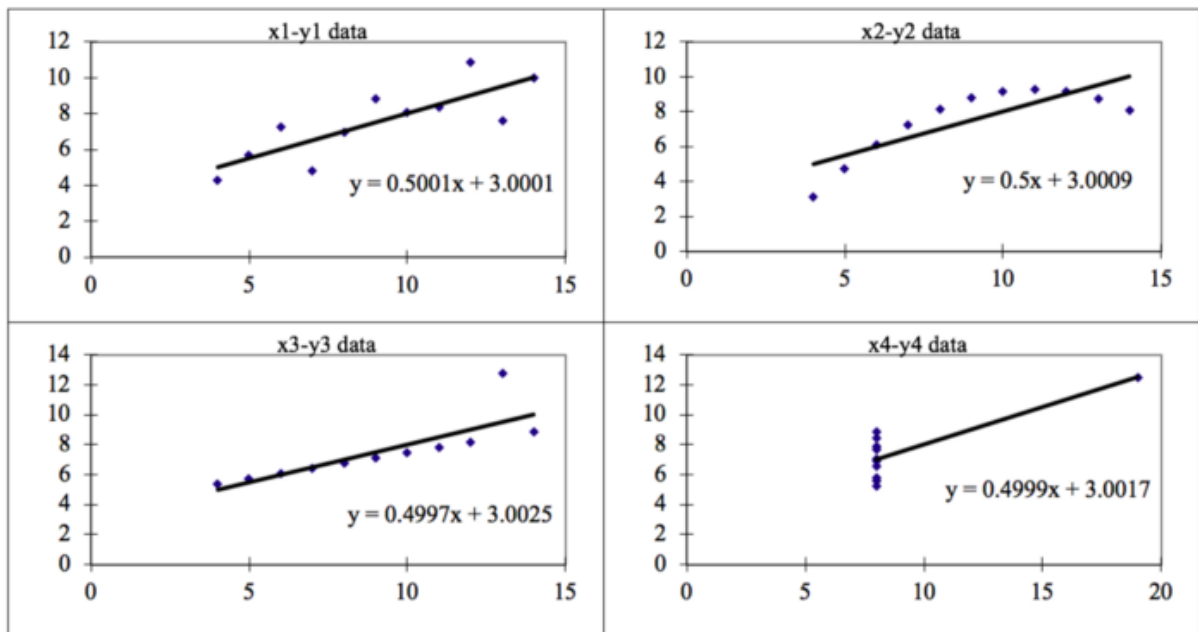 x1-y1 data
12
10
8
6
4
2
0
y = 0.5001x + 3.0001
0 5 10 15
x2-y2 data
12
10
8
6
4
2
0
y = 0.5x + 3.0009
0 5 10 15
x3-y3 data
14
12
10
8
6
4
2
0
y = 0.4997x + 3.0025
0 5 10 15
x4-y4 data
14
12
10
8
6
4
2
0
y = 0.4999x + 3.0017
0 5 10 15 20